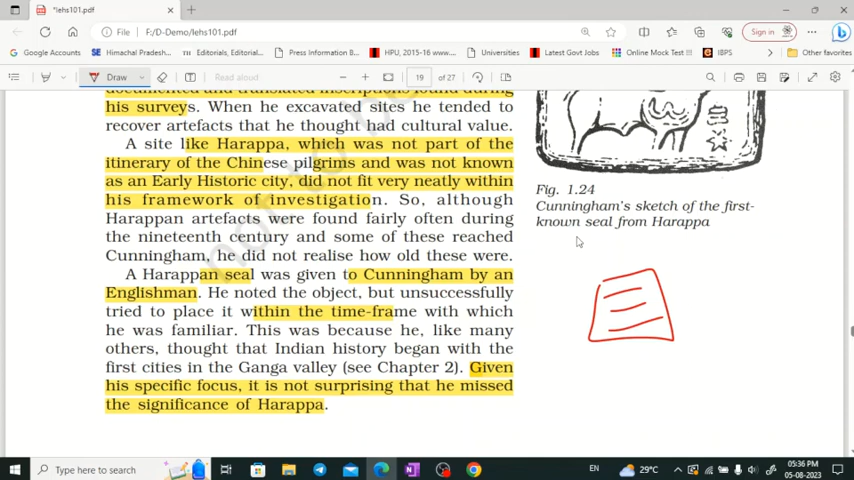 *lehs101.pdf
File
F:/D-Demo/lehs101.pdf
Sign in
Himachal Pradesh...
Editorials, Editorial...
Press Information B...
HPU, 2015-16 www....
Universities
Latest Govt Jobs
Online Mock Test II
IBPS
Other favorites
Draw
Read aloud
19 of 27
his surveys. When he excavated sites he tended to
recover artefacts that he thought had cultural value.
A site like Harappa, which was not part of the
itinerary of the Chinese pilgrims and was not known
as an Early Historic city, did not fit very neatly within
his framework of investigation. So, although
Harappan artefacts were found fairly often during
the nineteenth century and some of these reached
Cunningham, he did not realise how old these were.
A Harappan seal was given to Cunningham by an
Englishman. He noted the object, but unsuccessfully
tried to place it within the time-frame with which
he was familiar. This was because he, like many
others, thought that Indian history began with the
first cities in the Ganga valley (see Chapter 2). Given
his specific focus, it is not surprising that he missed
the significance of Harappa.
Fig. 1.24
Cunningham's sketch of the first-
known seal from Harappa
Type here to search
EN
29°C
05:36 PM
05-08-2023